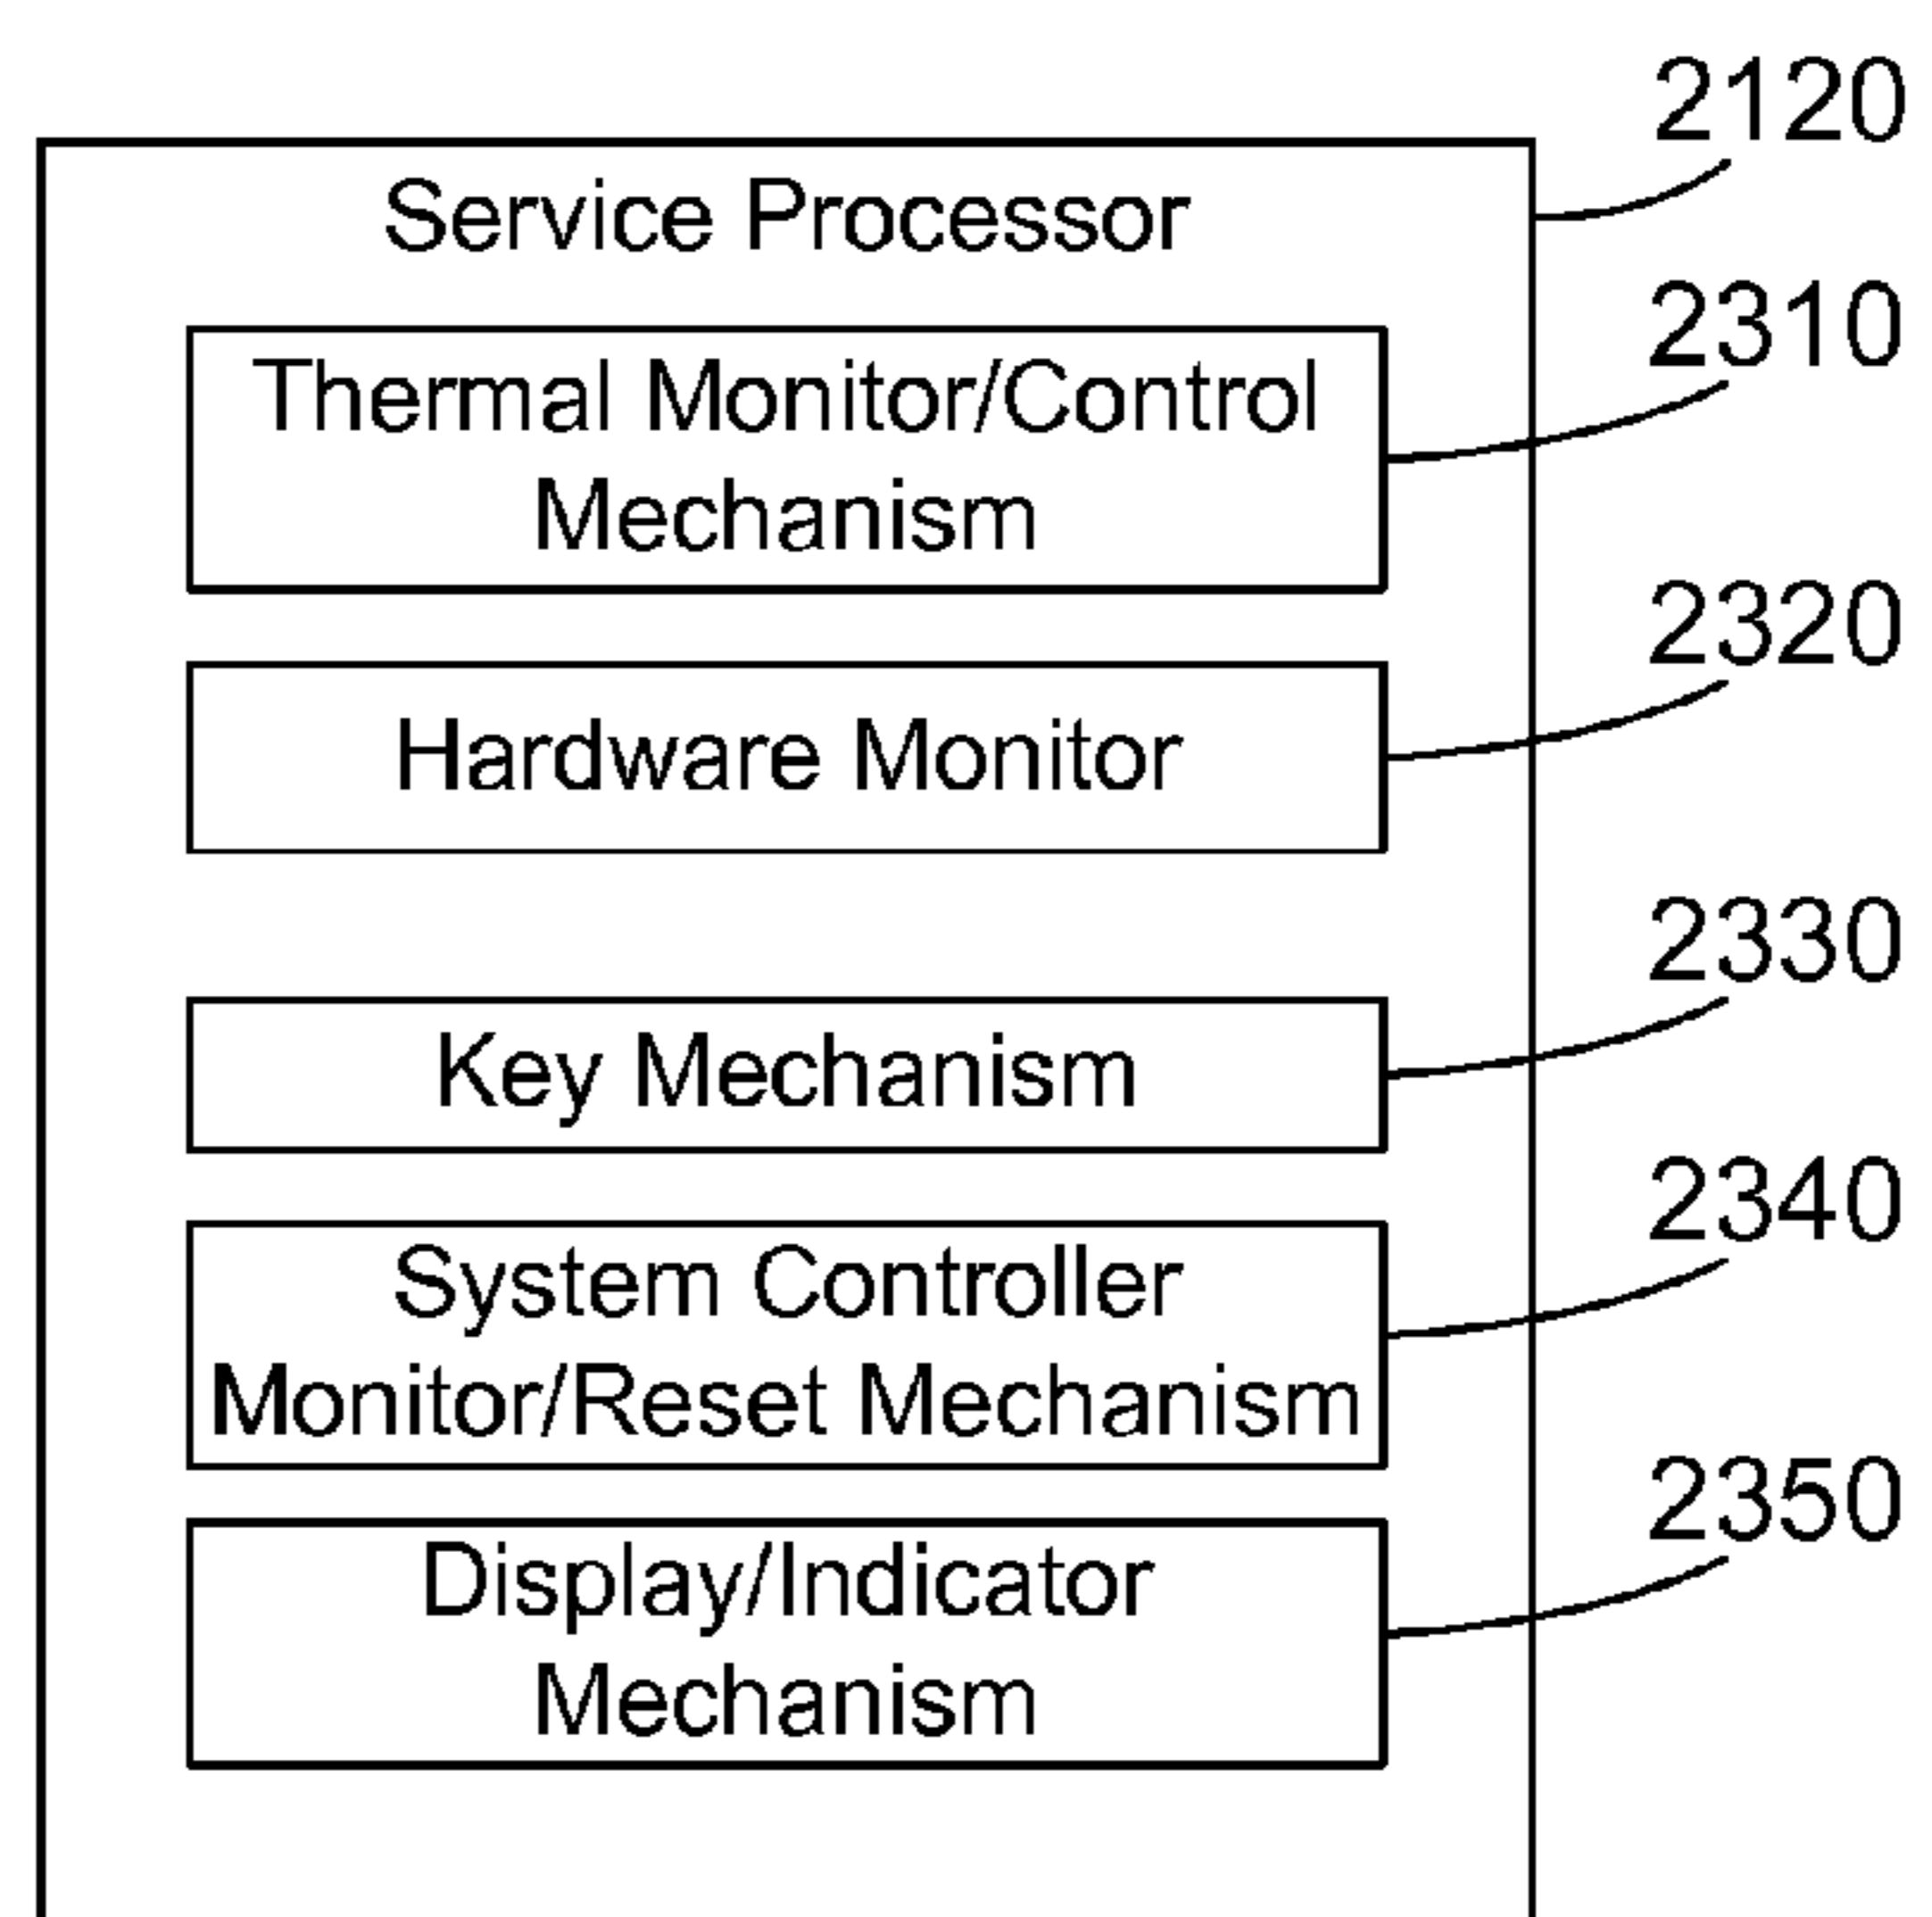 2120
Service Processor
2310
Thermal Monitor/Control
Mechanism
2320
Hardware Monitor
2330
Key Mechanism
2340
System Controller
Monitor/Reset Mechanism
2350
Display/Indicator
Mechanism